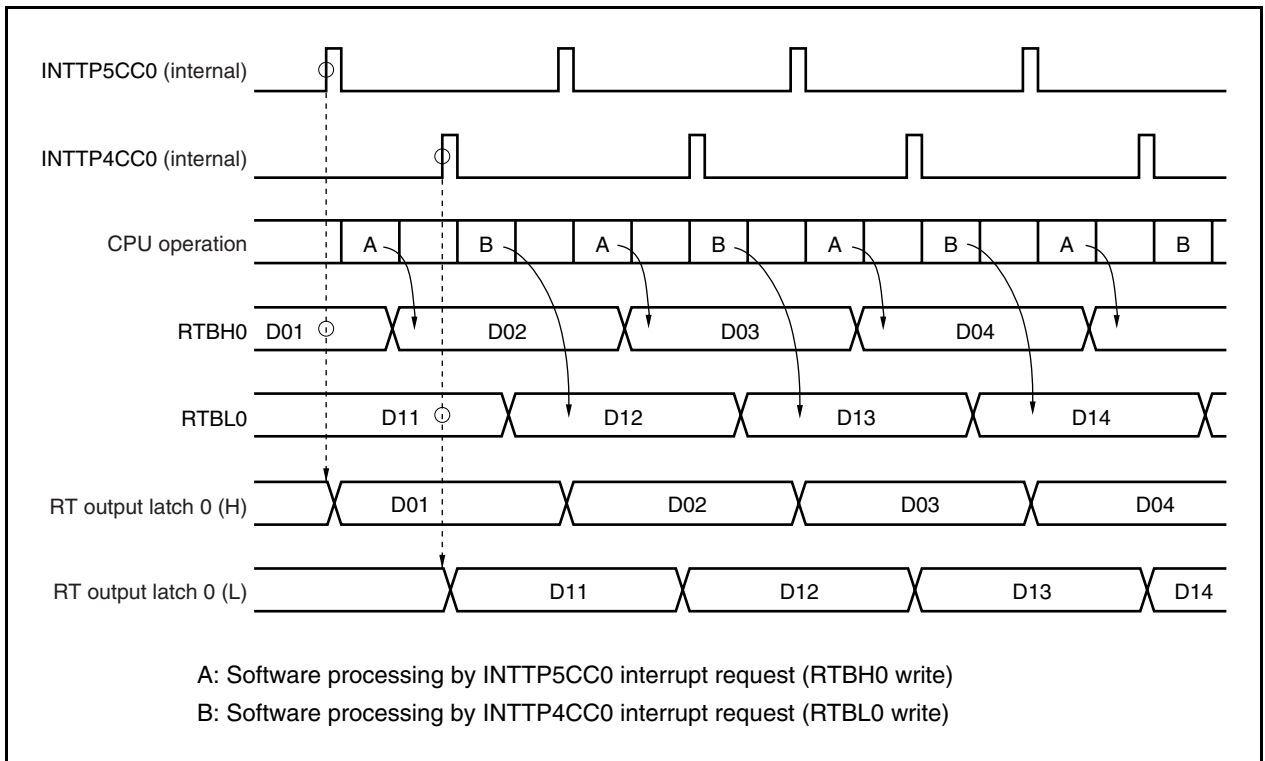 INTTP5CC0 (internal)
INTTP4CC0 (internal)
CPU operation A B A B A B A B
RTBH0 D01 D02 D03 D04
RTBL0 D11 D12 D13 D14
RT output latch 0 (H) D01 D02 D03 D04
RT output latch 0 (L) D11 D12 D13 D14
A: Software processing by INTTP5CC0 interrupt request (RTBH0 write)
B: Software processing by INTTP4CC0 interrupt request (RTBL0 write)